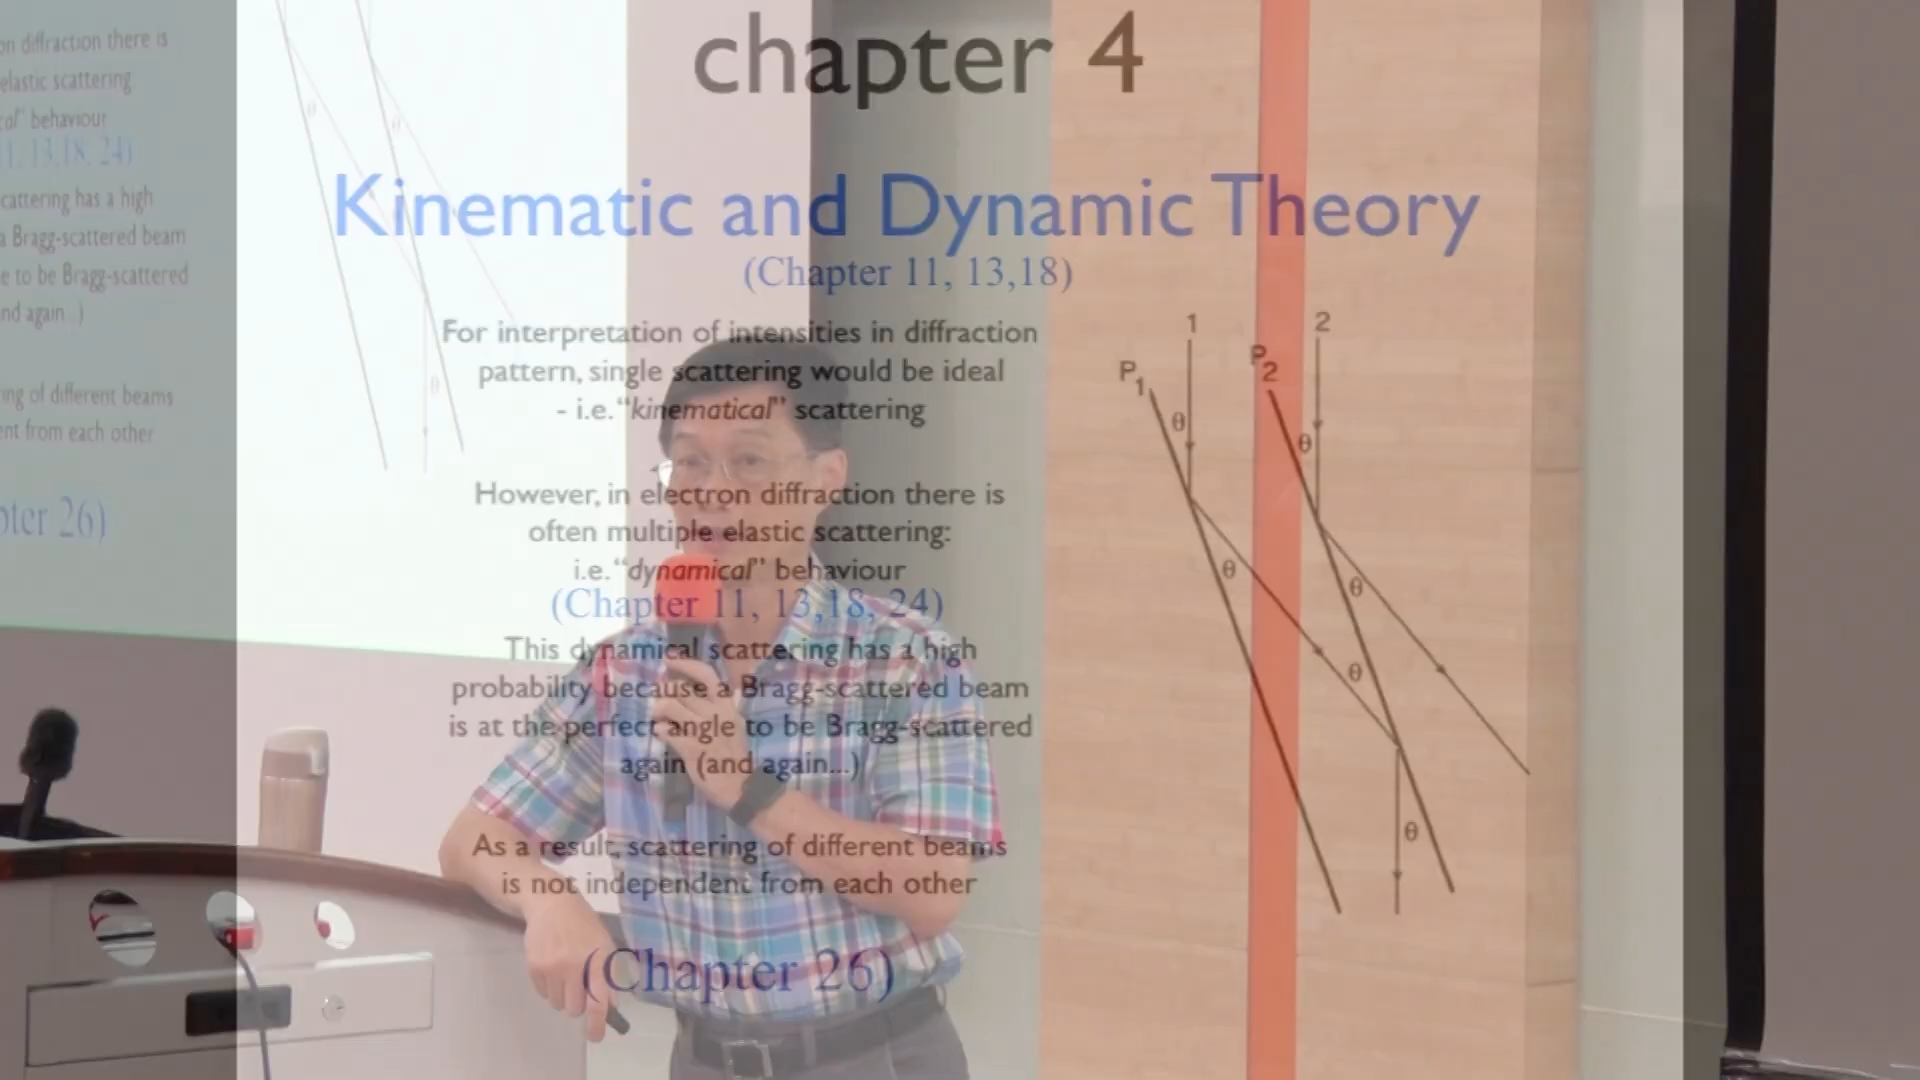 chapter 4
Kinematic and Dynamic Theory
(Chapter 11, 13,18)
For interpretation of intensities in diffraction
pattern, single scattering would be ideal
- i.e. "kinematical" scattering
However, in electron diffraction there is
often multiple elastic scattering:
i.e. "dynamical" behaviour
(Chapter 11, 13,18, 24)
This dynamical scattering has a high
probability because a Bragg-scattered beam
is at the perfect angle to be Bragg-scattered
again (and again...)
As a result, scattering of different beams
is not independent from each other
(Chapter 26)
1
2
P1
P2
θ
θ
θ
θ
θ
θ
on diffraction there is
elastic scattering
behaviour
13,18, 24)
cattering has a high
a Bragg-scattered beam
e to be Bragg-scattered
nd again...)
ing of different beams
ent from each other
26)
θ
θ
θ